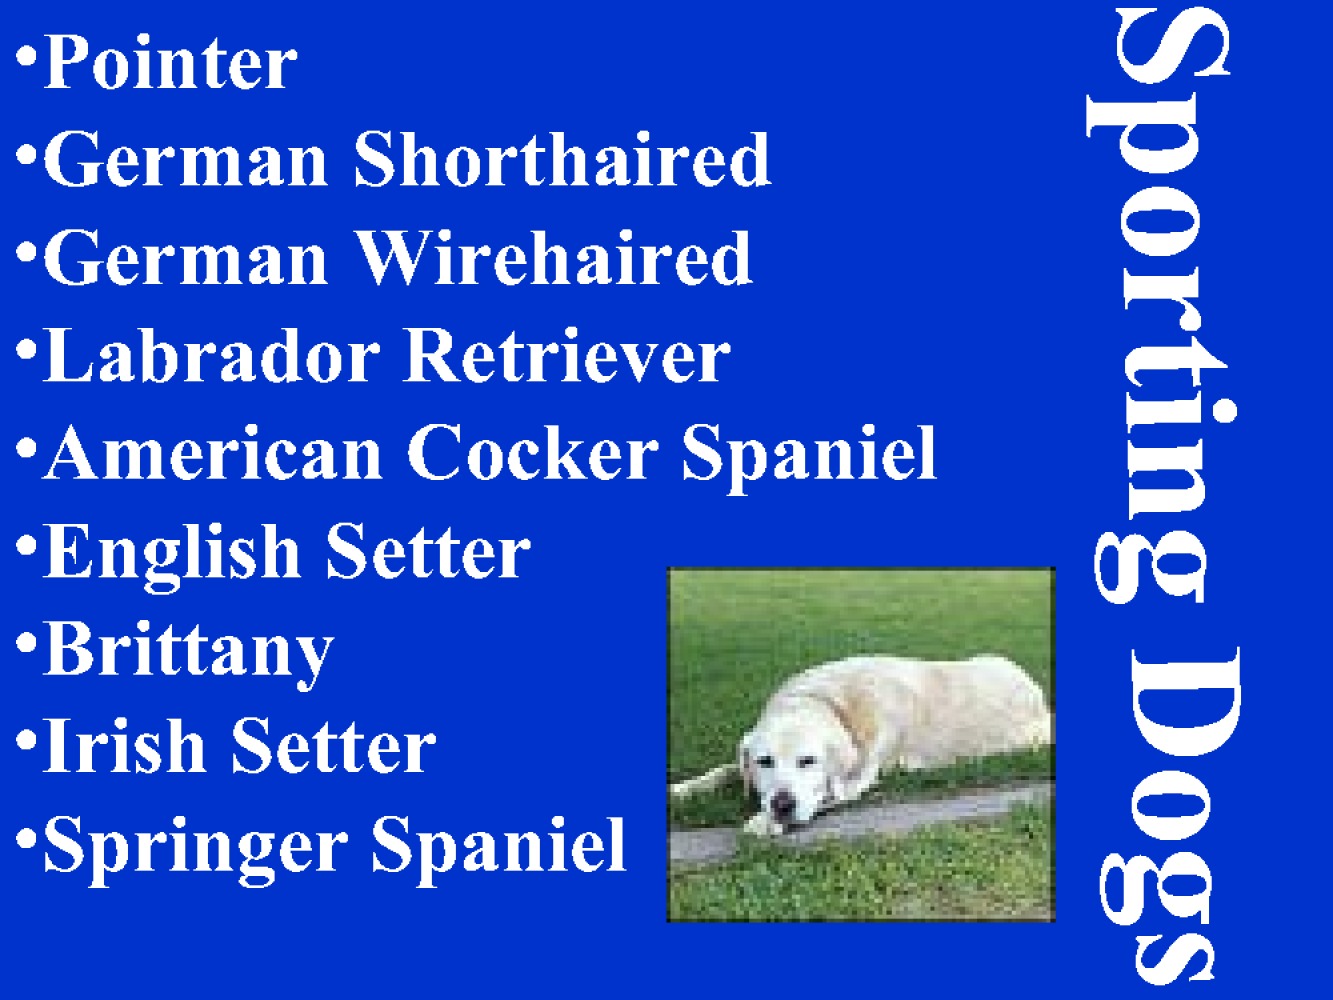 •Pointer
•German Shorthaired
•German Wirehaired
•Labrador Retriever
•American Cocker Spaniel
•English Setter
•Brittany
•Irish Setter
•Springer Spaniel
Sporting Dogs